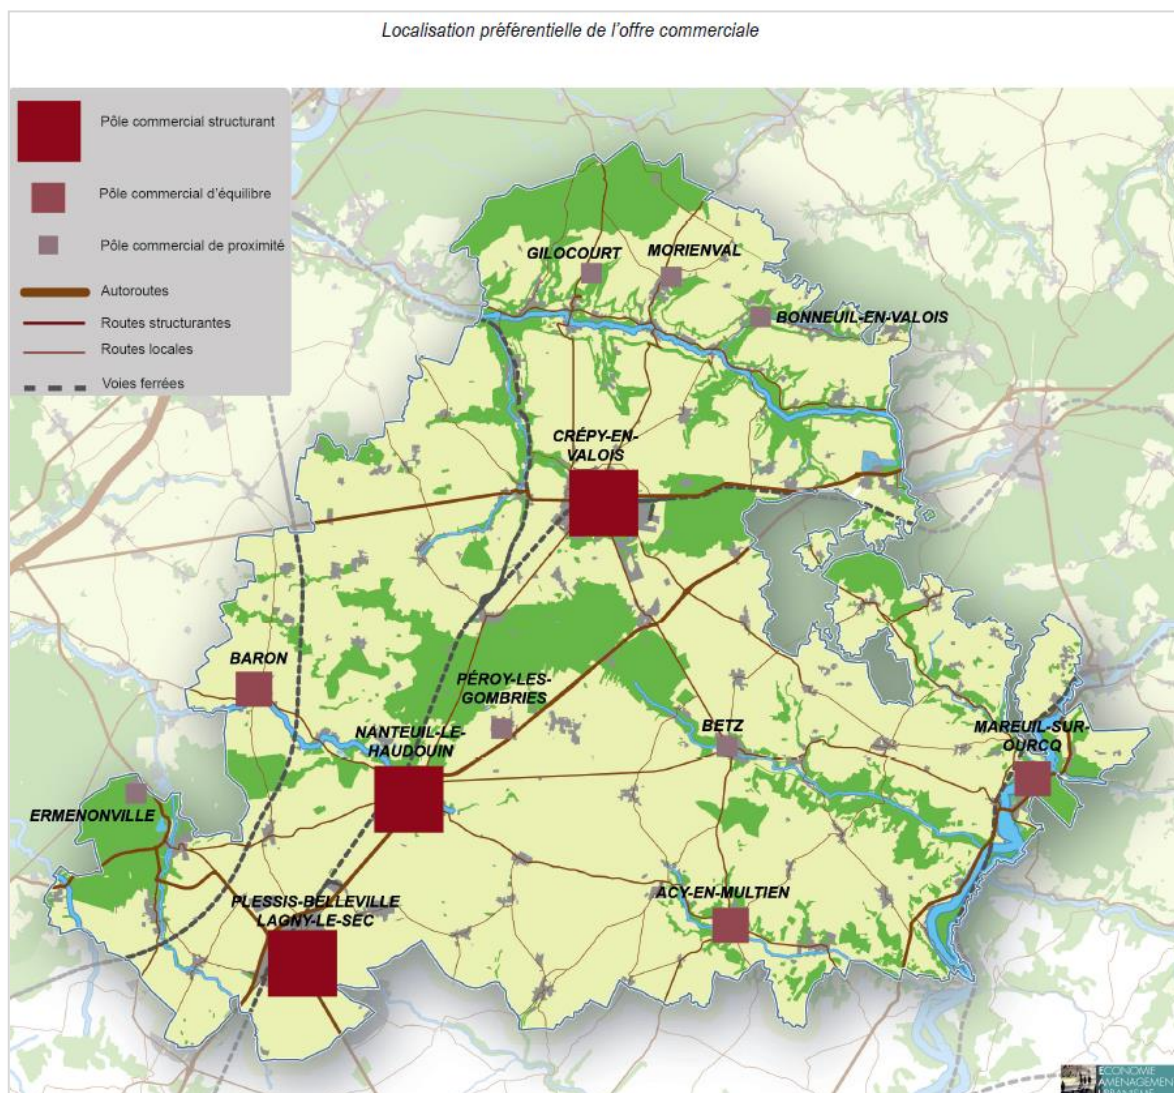 Localisation préférentielle de l'offre commerciale
Pôle commercial structurant
Pôle commercial d'équilibre
Pôle commercial de proximité
Autoroutes
Routes structurantes
Routes locales
Voies ferrées
GILOCOURT
MORIENVAL
BONNEUIL-EN-VALOIS
CRÉPY-EN-
VALOIS
BARON
PÉROY-LES-
GOMBRIES
NANTEUIL-LE-
HAUDOUIN
BETZ
MAREUIL-SUR-
OURCQ
ERMENONVILLE
PLESSIS-BELLEVILLE
LAGNY-LE-SEC
ACY-EN-MULTIEN
ECONOMIE
AMENAGEMEN
URBANISME